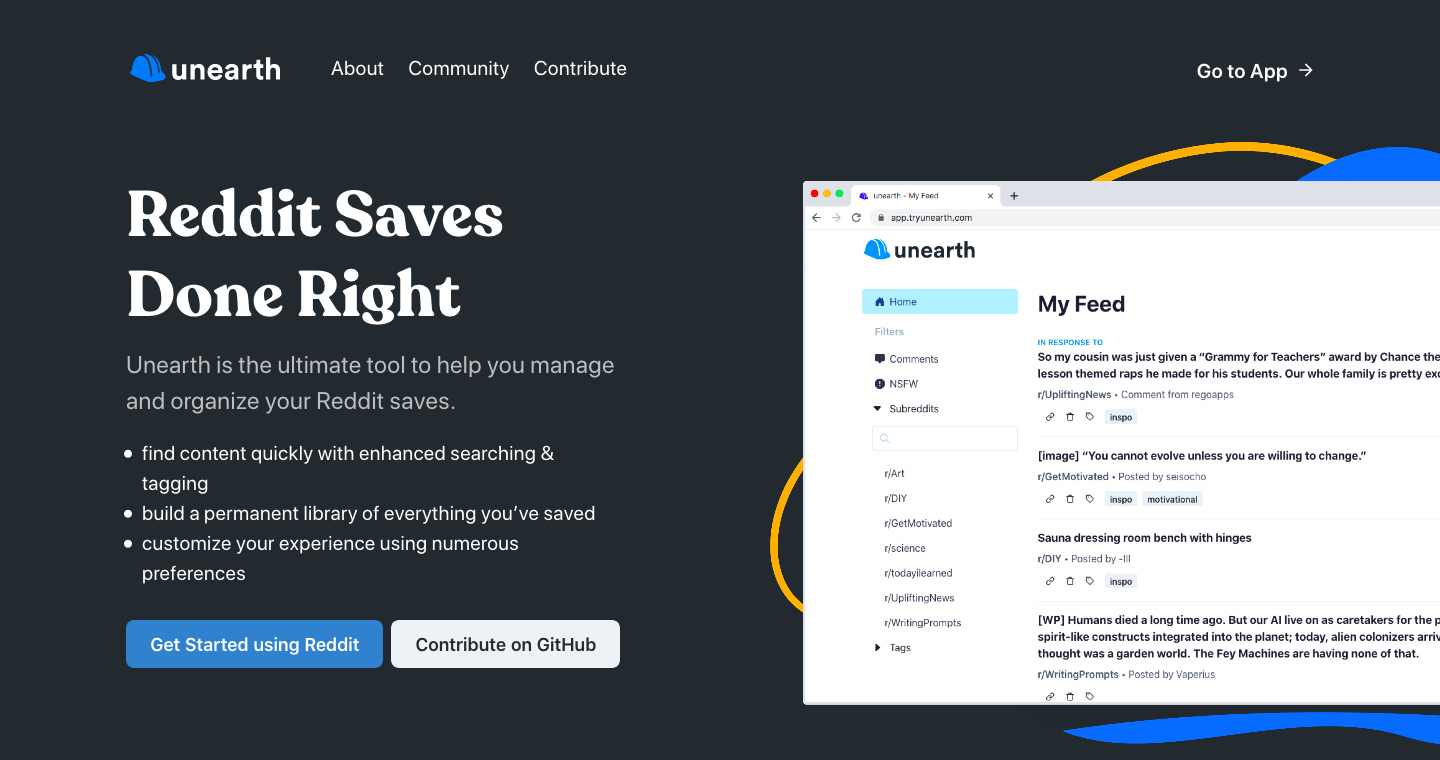 unearth
About Community Contribute
Go to App
Reddit Saves
Done Right
Unearth is the ultimate tool to help you manage
and organize your Reddit saves.
find content quickly with enhanced searching &
tagging
build a permanent library of everything you've saved
customize your experience using numerous
preferences
Get Started using Reddit
Contribute on GitHub
unearth - My Feed
app.tryunearth.com
unearth
Home
Filters
Comments
NSFW
Subreddits
r/Art
r/DIY
r/GetMotivated
r/science
r/todayilearned
r/UpliftingNews
r/WritingPrompts
Tags
My Feed
IN RESPONSE TO
So my cousin was just given a “Grammy for Teachers” award by Chance the
lesson themed raps he made for his students. Our whole family is pretty
r/UpliftingNews • Comment from regoapps
inspo
[image] “You cannot evolve unless you are willing to change.”
r/GetMotivated • Posted by seisocho
inspo motivational
Sauna dressing room bench with hinges
r/DIY • Posted by
inspo
[WP] Humans died a long time ago. But our AI live on as caretakers for the
spirit-like constructs integrated into the planet; today, alien colonizers
thought was a garden world. The Fey Machines are having none of that.
r/WritingPrompts • Posted by Vaperius